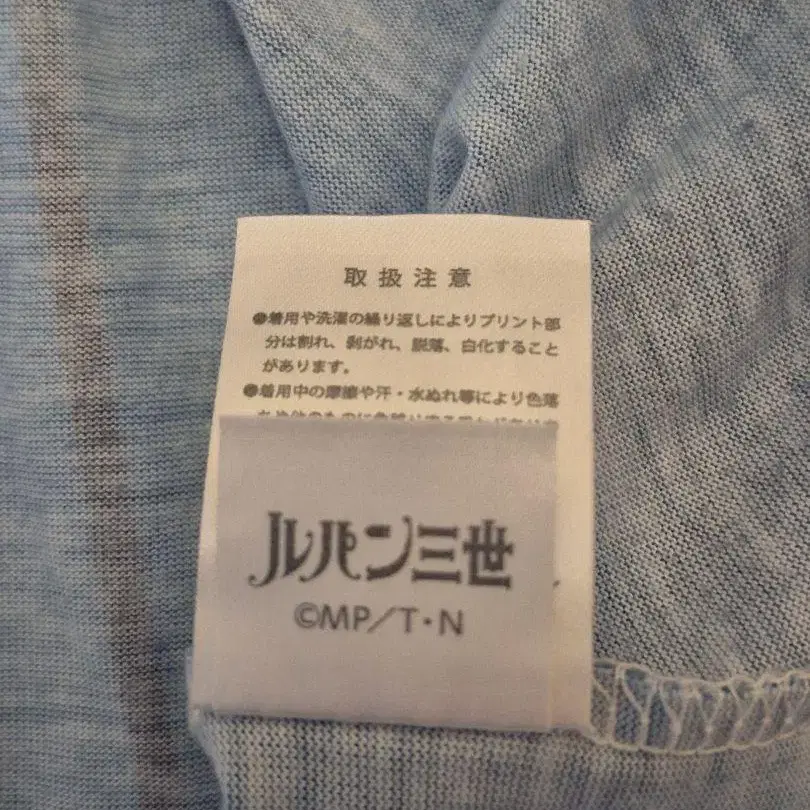 取扱注意
●着用や洗濯の繰り返しによりプリント部
分は割れ、剥がれ、脱落、白化すること
があります。
●着用中の摩擦や汗・水ぬれ等により色落
ルパン三世
©MP/T・N